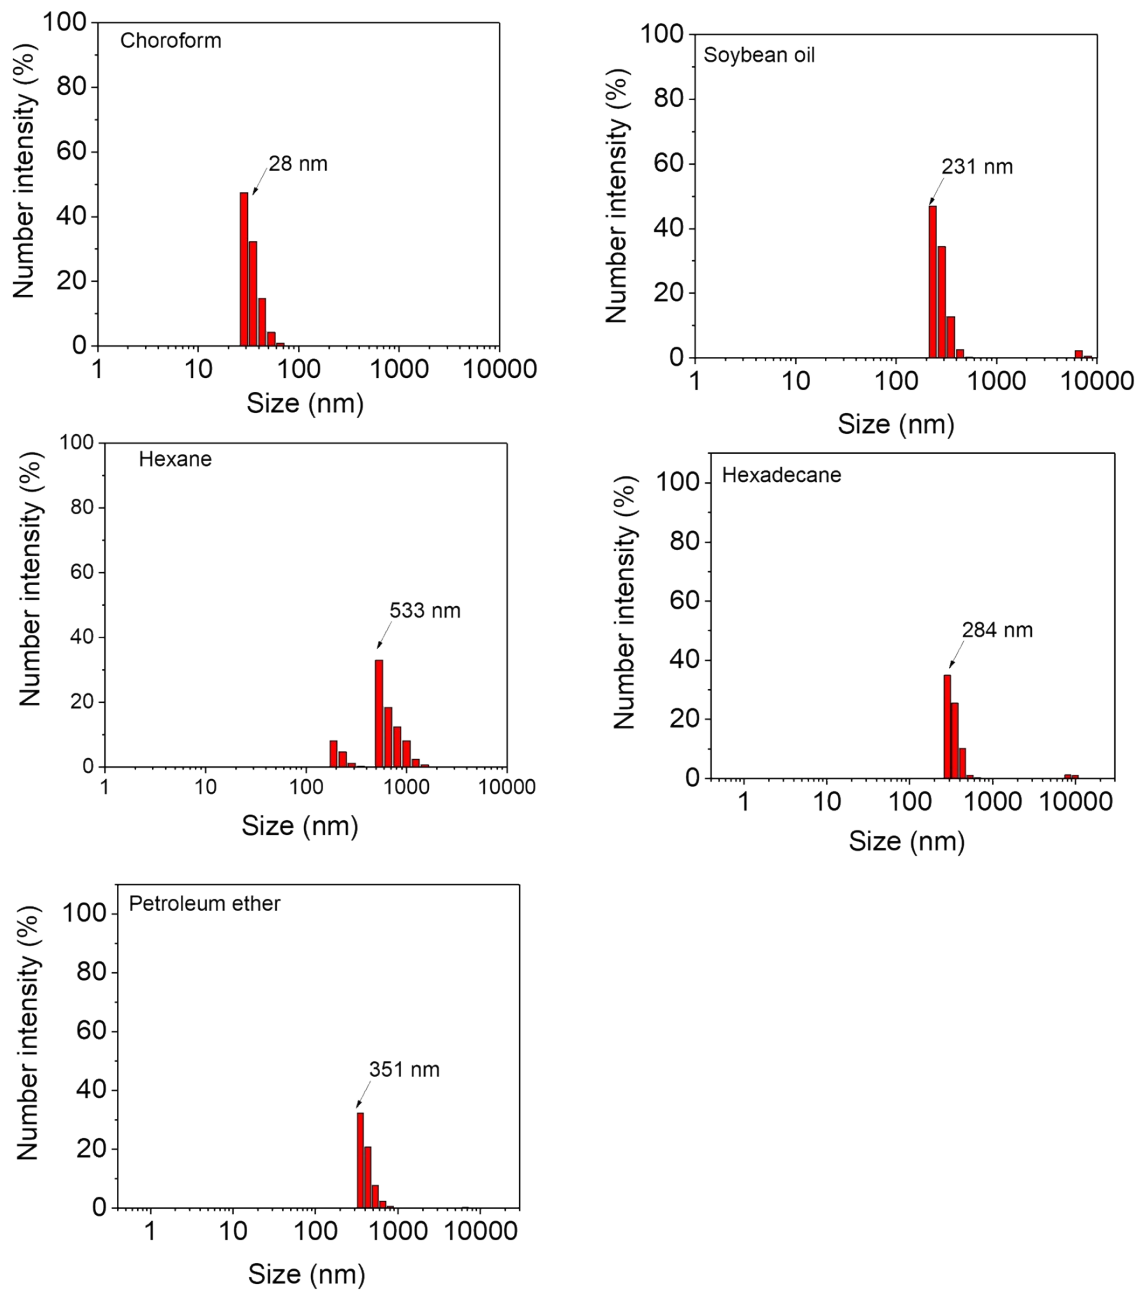 Choroform
28 nm
Number intensity (%)
100
80
60
40
20
0
1 10 100 1000 10000
Size (nm)
Soybean oil
231 nm
Number intensity (%)
100
80
60
40
20
0
1 10 100 1000 10000
Size (nm)
Hexane
533 nm
Number intensity (%)
100
80
60
40
20
0
1 10 100 1000 10000
Size (nm)
Hexadecane
284 nm
Number intensity (%)
100
80
60
40
20
0
1 10 100 1000 10000
Size (nm)
Petroleum ether
351 nm
Number intensity (%)
100
80
60
40
20
0
1 10 100 1000 10000
Size (nm)